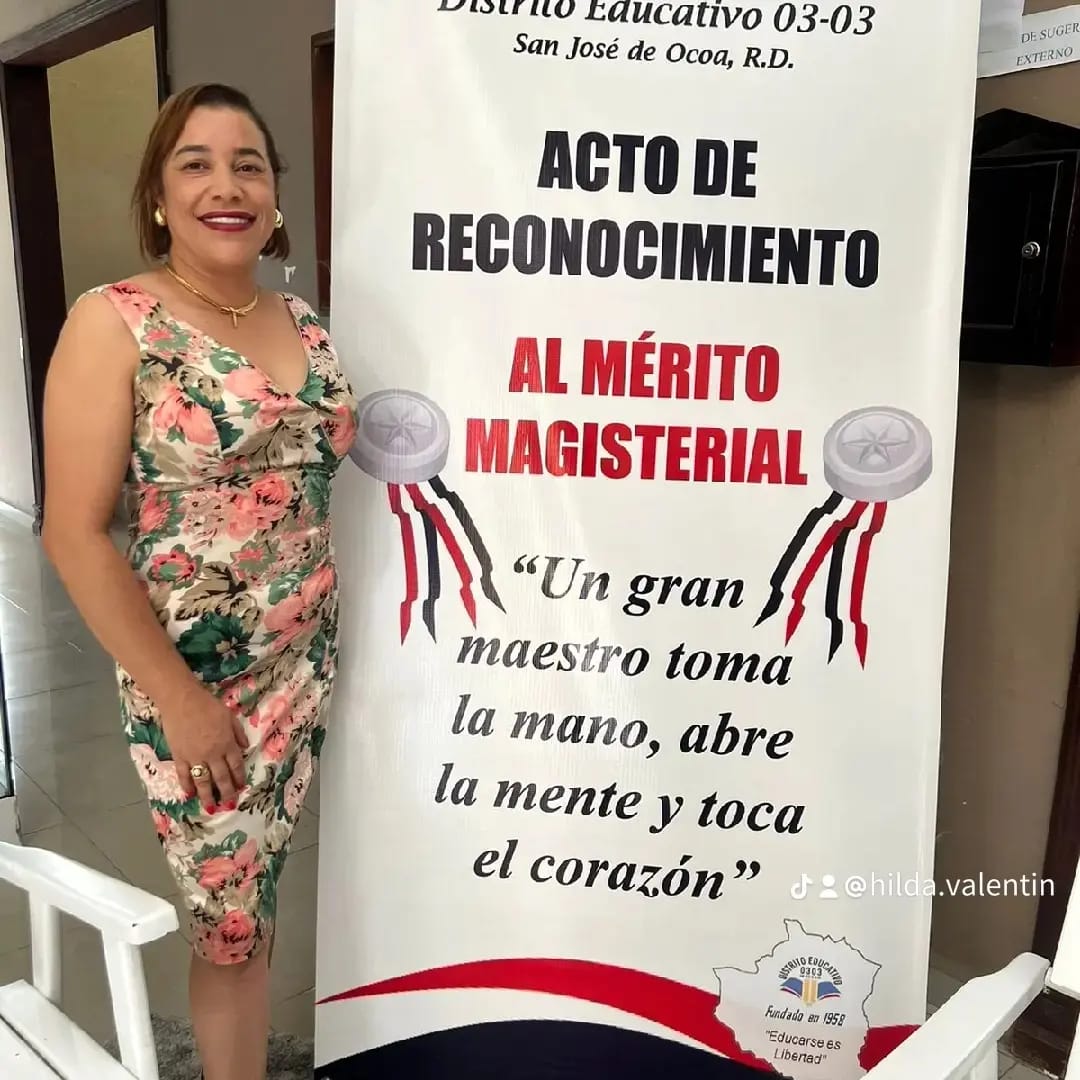 Distrito Educativo 03-03
San José de Ocoa, R.D.
DE SUGER
EXTERNO
ACTO DE
RECONOCIMIENTO
AL MÉRITO
MAGISTERIAL
“Un gran
maestro toma
la mano, abre
la mente y toca
el corazón”
@hilda.valentin
DISTRITO EDUCATIVO
0303
Fundado en 1958
"Educarse es
Libertad"